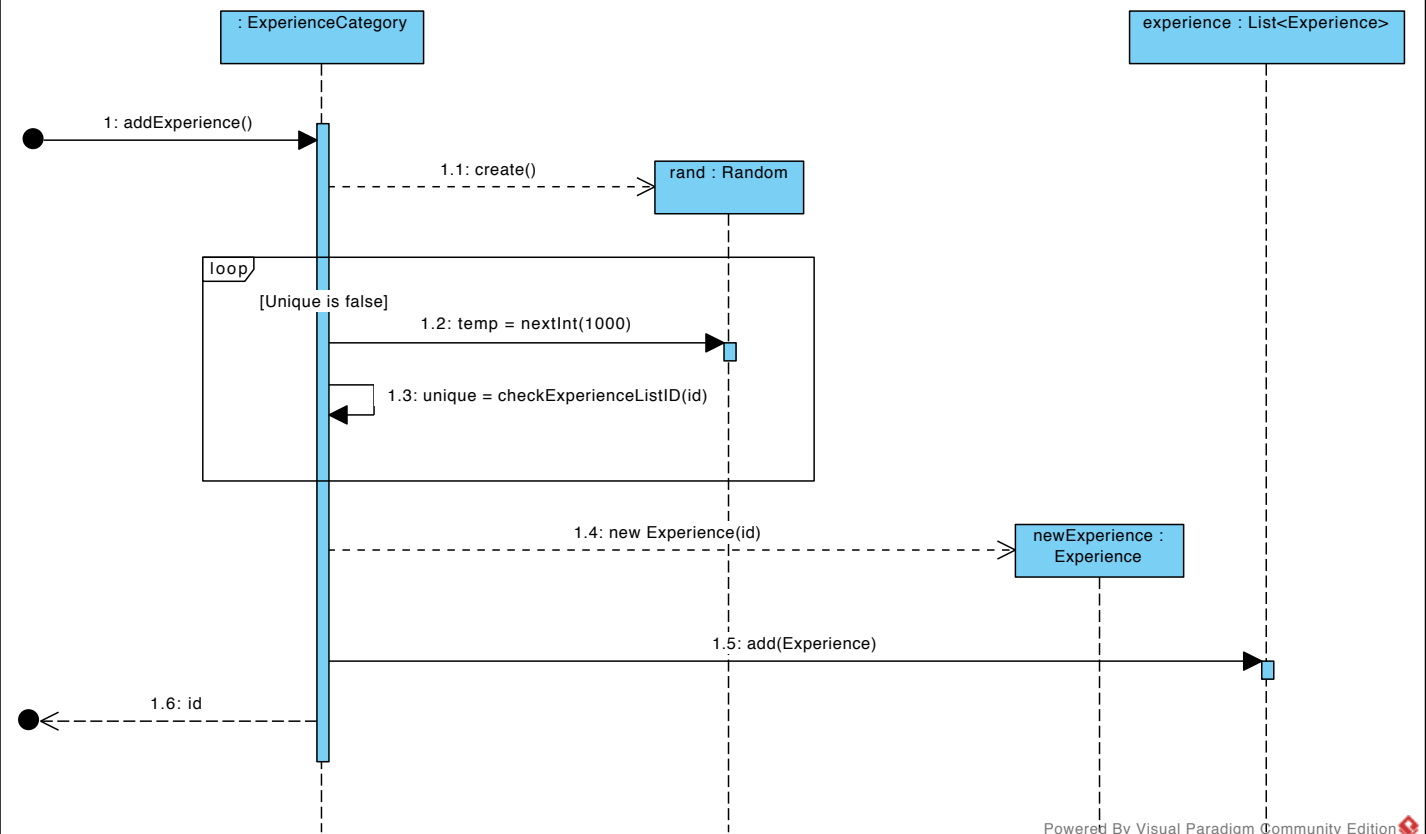 : ExperienceCategory
experience : List<Experience>
1: addExperience()
1.1: create()
rand : Random
loop
[Unique is false]
1.2: temp = nextInt(1000)
1.3: unique = checkExperienceListID(id)
1.4: new Experience(id)
newExperience :
Experience
1.5: add(Experience)
1.6: id
Powered By Visual Paradigm Community Edition